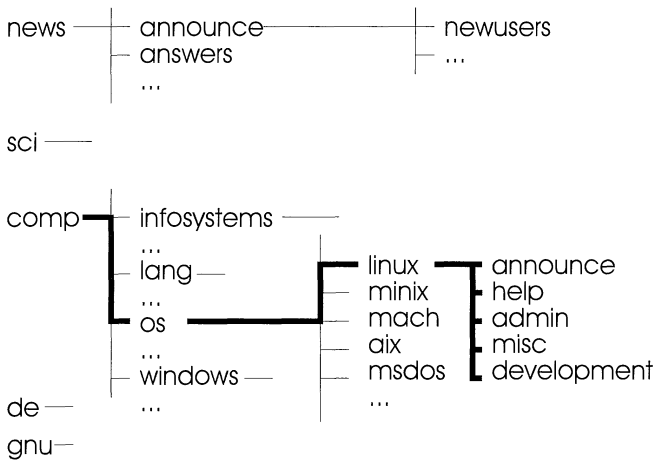 news announce newusers
answers ...
...
sci
comp infosystems
...
lang linux announce
... minix help
os mach admin
... aix misc
windows msdos development
de ... ...
gnu